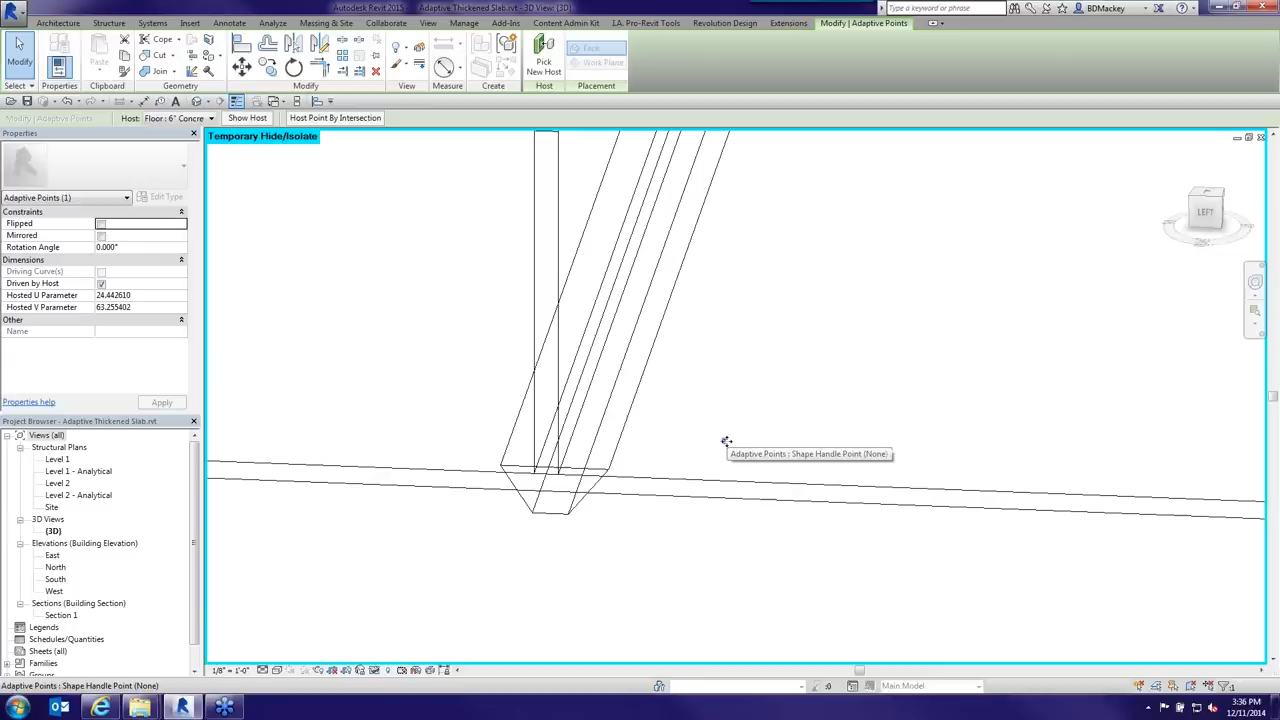 Autodesk Revit 2015 - Adaptive Thickened Slab.rvt - 3D View: {3D}
Type a keyword or phrase
BDMackey
Architecture Structure Systems Insert Annotate Analyze Massing & Site Collaborate View Manage Add-Ins Content Admin Kit I.A. Pro-Revit Tools Revolution Design Extensions Modify | Adaptive Points
Modify
Paste
Cope
Cut
Join
Pick
New Host
Face
Work Plane
Select Properties Clipboard Geometry Modify View Measure Create Host Placement
Modify | Adaptive Points
Host: Floor : 6" Concre
Show Host
Host Point By Intersection
Properties
Temporary Hide/Isolate
Adaptive Points (1)
Edit Type
Constraints
Flipped
Mirrored
Rotation Angle 0.000°
Dimensions
Driving Curve(s)
Driven by Host
Hosted U Parameter 24.442610
Hosted V Parameter 63.255402
Other
Name
Properties help
Apply
LEFT
Adaptive Points : Shape Handle Point (None)
Project Browser - Adaptive Thickened Slab.rvt
Views (all)
Structural Plans
Level 1
Level 1 - Analytical
Level 2
Level 2 - Analytical
Site
3D Views
{3D}
Elevations (Building Elevation)
East
North
South
West
Sections (Building Section)
Section 1
Legends
Schedules/Quantities
Sheets (all)
Families
Groups
1/8" = 1'-0"
Adaptive Points : Shape Handle Point (None)
:0
Main Model
:1
3:36 PM
12/11/2014